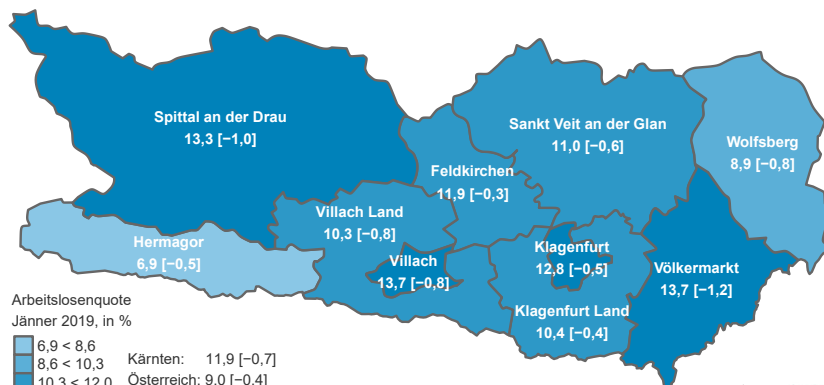 Spittal an der Drau
13,3 [−1,0]
Sankt Veit an der Glan
11,0 [−0,6]
Wolfsberg
8,9 [−0,8]
Feldkirchen
11,9 [−0,3]
Villach Land
10,3 [−0,8]
Hermagor
6,9 [−0,5]
Villach
13,7 [−0,8]
Klagenfurt
12,8 [−0,5]
Völkermarkt
13,7 [−1,2]
Klagenfurt Land
10,4 [−0,4]
Arbeitslosenquote
Jänner 2019, in %
6,9 < 8,6
8,6 < 10,3
10,3 < 12,0
Kärnten: 11,9 [−0,7]
Österreich: 9,0 [−0,4]